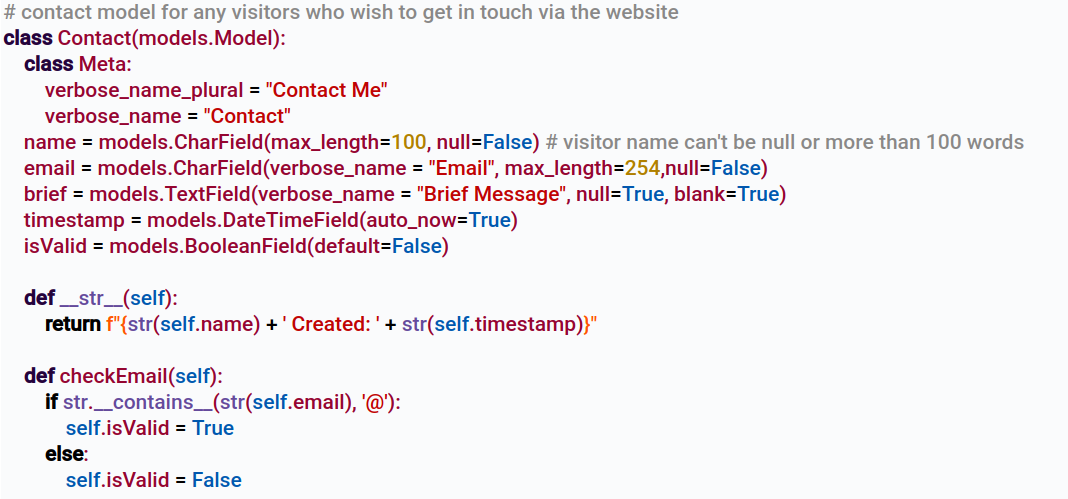 # contact model for any visitors who wish to get in touch via the website
class Contact(models.Model):
    class Meta:
        verbose_name_plural = "Contact Me"
        verbose_name = "Contact"
    name = models.CharField(max_length=100, null=False) # visitor name can't be null or more than 100 words
    email = models.CharField(verbose_name = "Email", max_length=254,null=False)
    brief = models.TextField(verbose_name = "Brief Message", null=True, blank=True)
    timestamp = models.DateTimeField(auto_now=True)
    isValid = models.BooleanField(default=False)

    def __str__(self):
        return f"{str(self.name) + ' Created: ' + str(self.timestamp)}"

    def checkEmail(self):
        if str.__contains__(str(self.email), '@'):
            self.isValid = True
        else:
            self.isValid = False